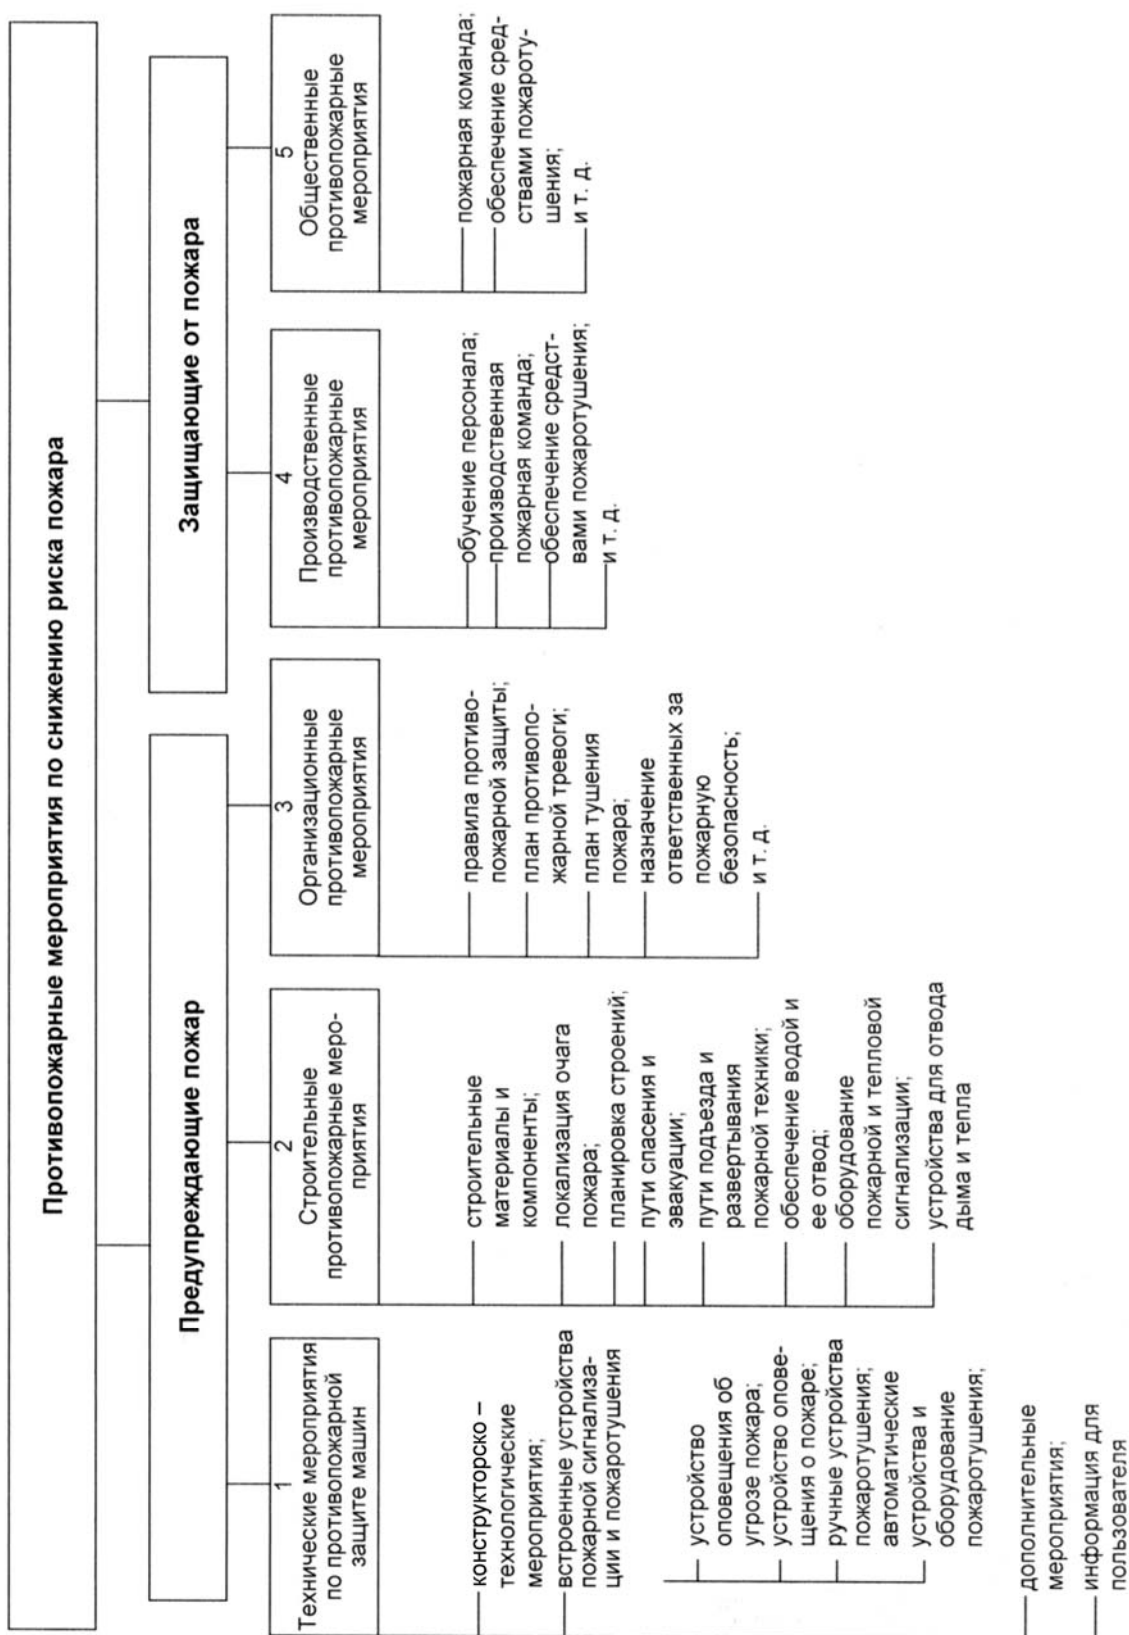 Противопожарные мероприятия по снижению риска пожара
Предупреждающие пожар
Защищающие от пожара
1
Технические мероприятия
по противопожарной
защите машин
конструкторско –
технологические
мероприятия;
встроенные устройства
пожарной сигнализа-
ции и пожаротушения
устройство
оповещения об
угрозе пожара;
устройство опове-
щения о пожаре;
ручные устройства
пожаротушения;
автоматические
устройства и
оборудование
пожаротушения;
дополнительные
мероприятия;
информация для
пользователя
2
Строительные
противопожарные меро-
приятия
строительные
материалы и
компоненты;
локализация очага
пожара;
планировка строений;
пути спасения и
эвакуации;
пути подъезда и
развертывания
пожарной техники;
обеспечение водой и
ее отвод;
оборудование
пожарной и тепловой
сигнализации;
устройства для отвода
дыма и тепла
3
Организационные
противопожарные
мероприятия
правила противо-
пожарной защиты;
план противопо-
жарной тревоги;
план тушения
пожара;
назначение
ответственных за
пожарную
безопасность;
и т. д.
4
Производственные
противопожарные
мероприятия
обучение персонала;
производственная
пожарная команда;
обеспечение средст-
вами пожаротушения;
и т. д.
5
Общественные
противопожарные
мероприятия
пожарная команда;
обеспечение сред-
ствами пожароту-
шения;
и т. д.